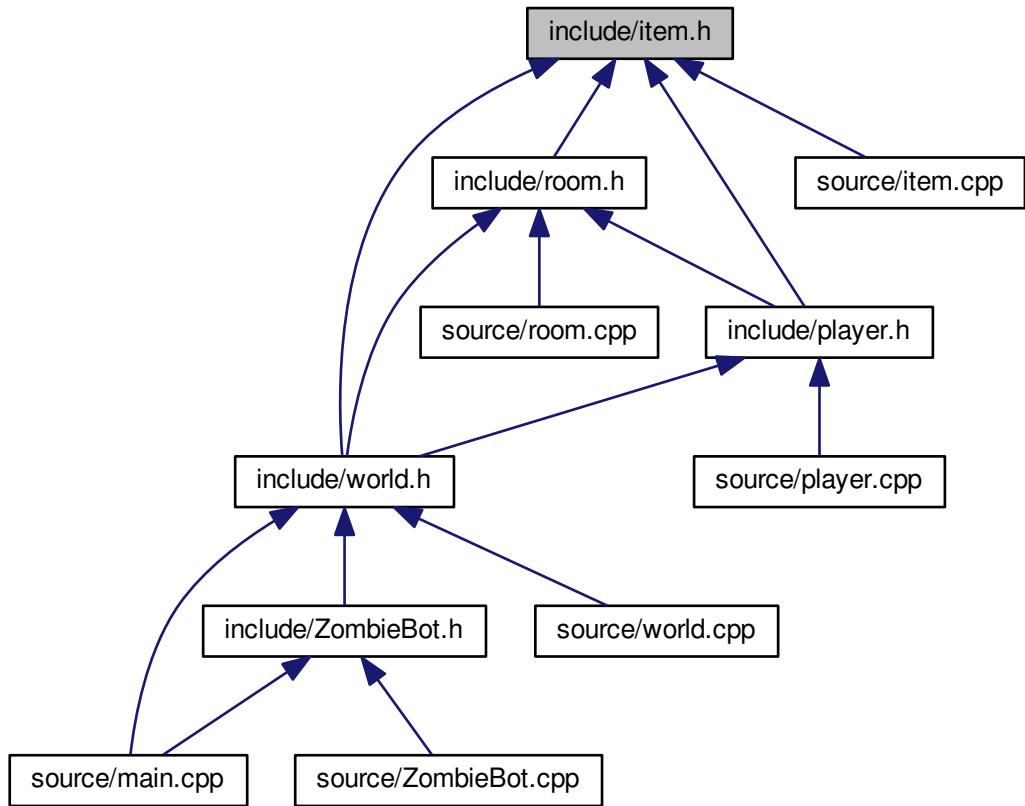 include/item.h
include/room.h
source/item.cpp
source/room.cpp
include/player.h
include/world.h
source/player.cpp
include/ZombieBot.h
source/world.cpp
source/main.cpp
source/ZombieBot.cpp